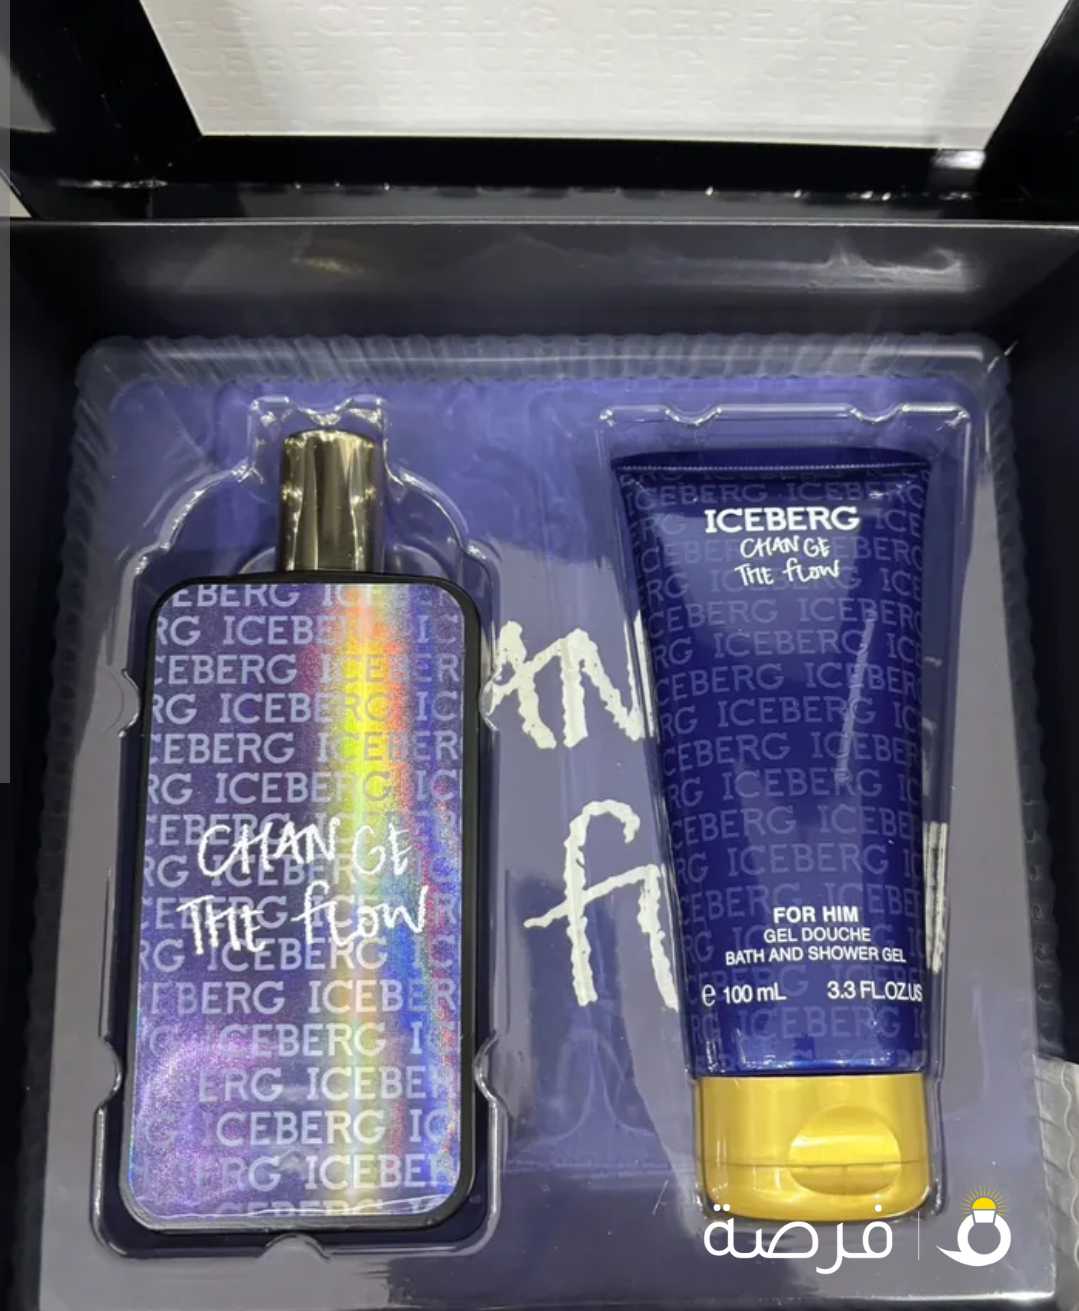 CHANGE
THE flow
ICEBERG
CHANGE
THE flow
FOR HIM
GEL DOUCHE
BATH AND SHOWER GEL
e 100 mL 3.3 FL.OZ.US
فرصة